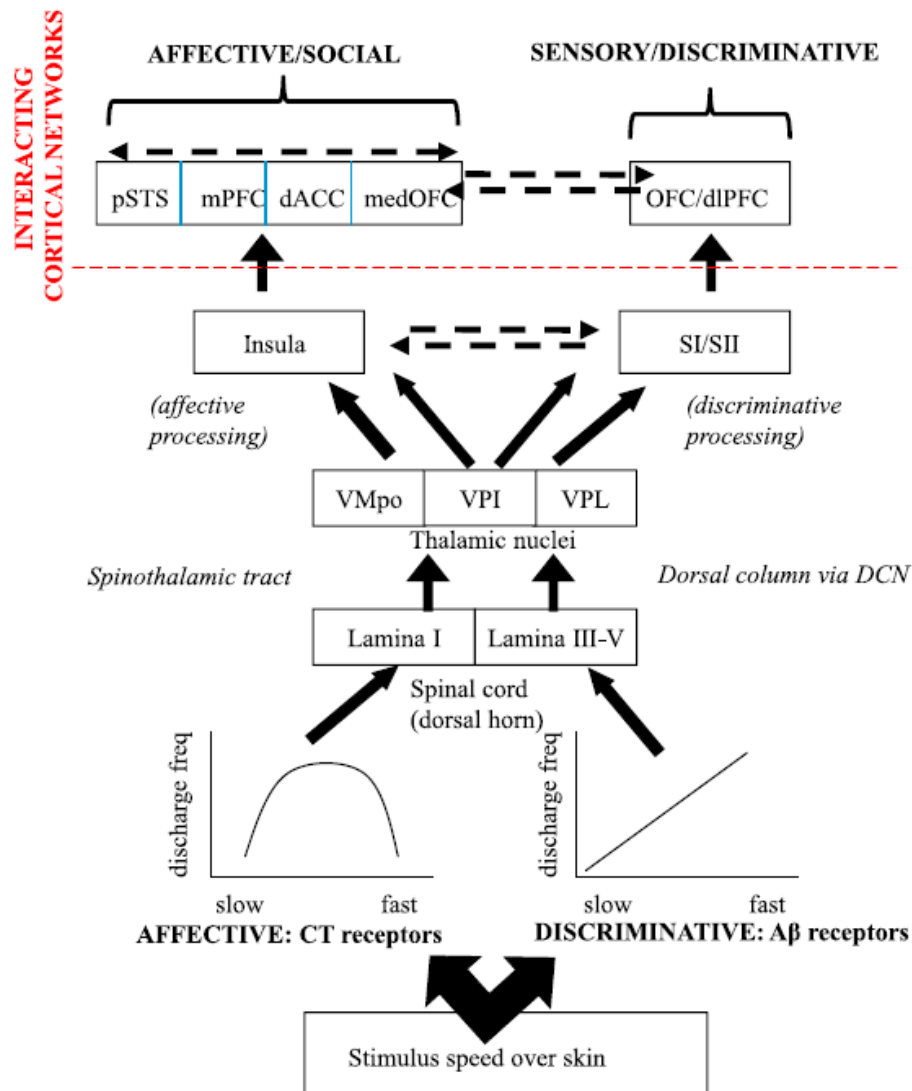 INTERACTING
CORTICAL NETWORKS
AFFECTIVE/SOCIAL
SENSORY/DISCRIMINATIVE
pSTS
mPFC
dACC
medOFC
OFC/dlPFC
Insula
SI/SII
(affective
processing)
(discriminative
processing)
VMpo
VPI
VPL
Thalamic nuclei
Spinothalamic tract
Dorsal column via DCN
Lamina I
Lamina III-V
Spinal cord
(dorsal horn)
discharge freq
slow
fast
AFFECTIVE: CT receptors
discharge freq
slow
fast
DISCRIMINATIVE: Aβ receptors
Stimulus speed over skin